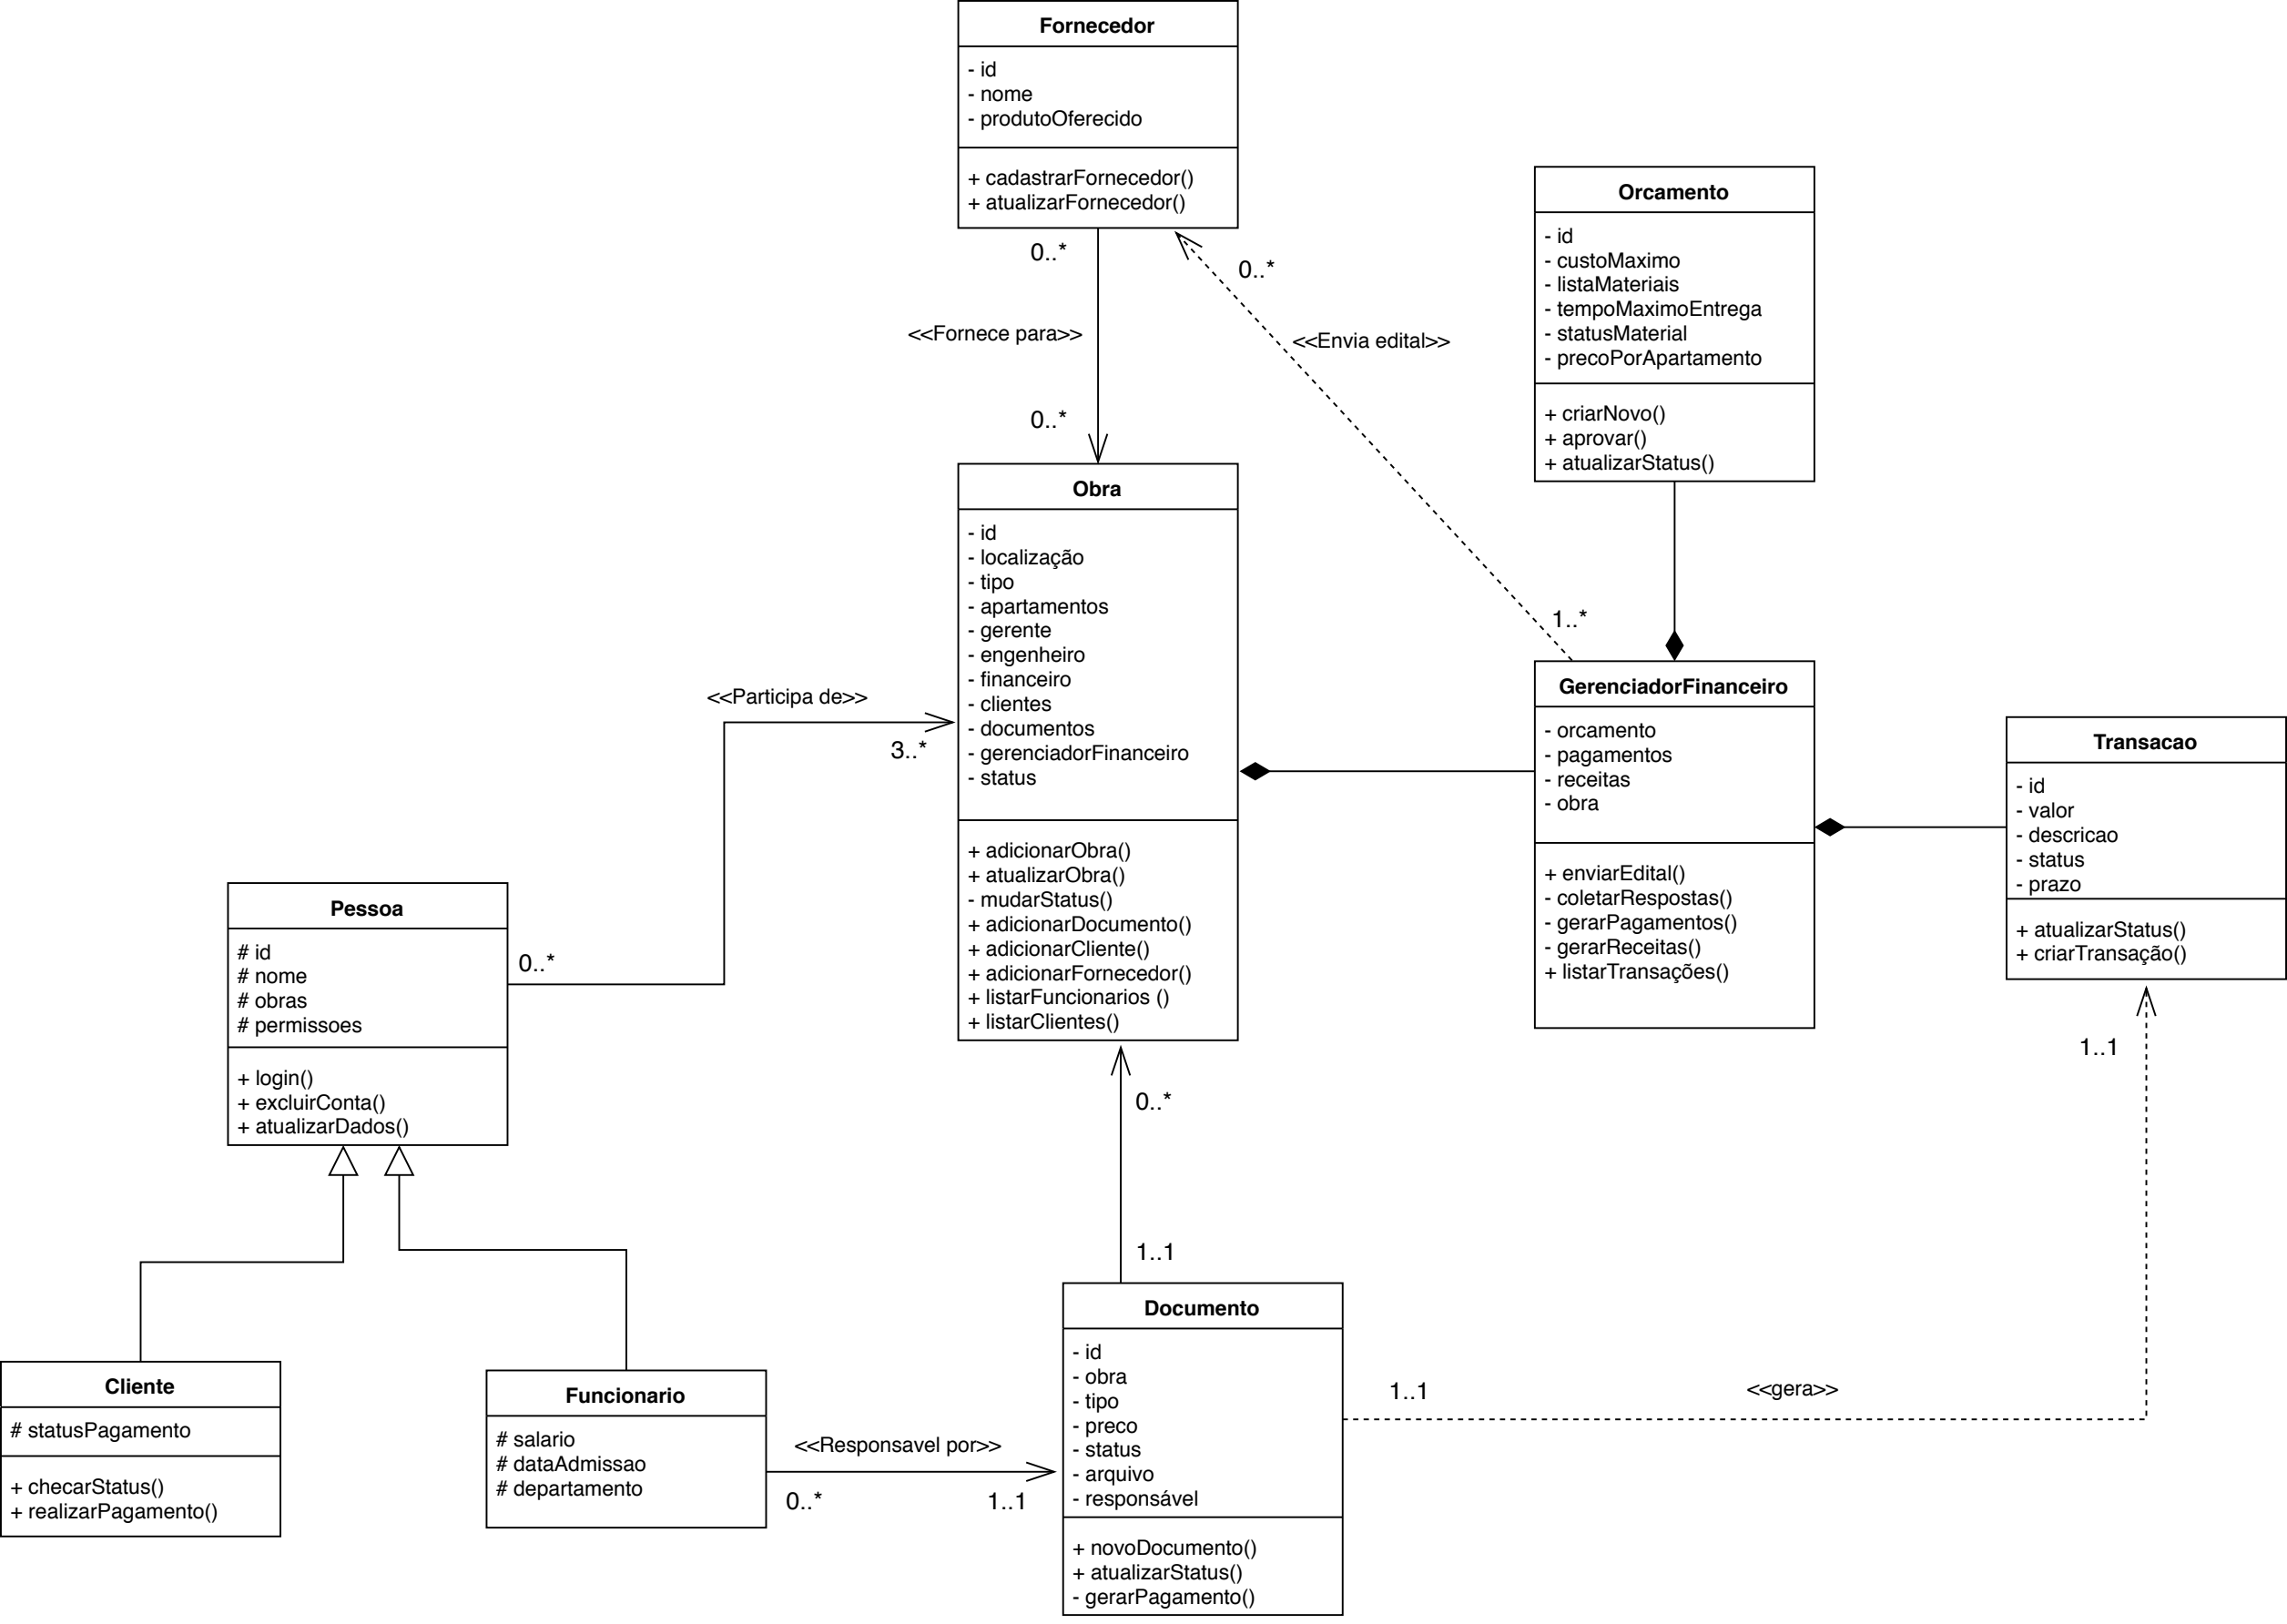 Fornecedor
- id
- nome
- produtoOferecido
+ cadastrarFornecedor()
+ atualizarFornecedor()
0..*
<<Fornece para>>
0..*
0..*
<<Envia edital>>
1..*
Orcamento
- id
- custoMaximo
- listaMateriais
- tempoMaximoEntrega
- statusMaterial
- precoPorApartamento
+ criarNovo()
+ aprovar()
+ atualizarStatus()
Obra
- id
- localização
- tipo
- apartamentos
- gerente
- engenheiro
- financeiro
- clientes
- documentos
- gerenciadorFinanceiro
- status
+ adicionarObra()
+ atualizarObra()
- mudarStatus()
+ adicionarDocumento()
+ adicionarCliente()
+ adicionarFornecedor()
+ listarFuncionarios ()
+ listarClientes()
GerenciadorFinanceiro
- orcamento
- pagamentos
- receitas
- obra
+ enviarEdital()
- coletarRespostas()
- gerarPagamentos()
- gerarReceitas()
+ listarTransações()
Transacao
- id
- valor
- descricao
- status
- prazo
+ atualizarStatus()
+ criarTransação()
<<Participa de>>
3..*
0..*
Pessoa
# id
# nome
# obras
# permissoes
+ login()
+ excluirConta()
+ atualizarDados()
0..*
1..1
1..1
Cliente
# statusPagamento
+ checarStatus()
+ realizarPagamento()
Funcionario
# salario
# dataAdmissao
# departamento
<<Responsavel por>>
0..*
1..1
Documento
- id
- obra
- tipo
- preco
- status
- arquivo
- responsável
+ novoDocumento()
+ atualizarStatus()
- gerarPagamento()
1..1
<<gera>>